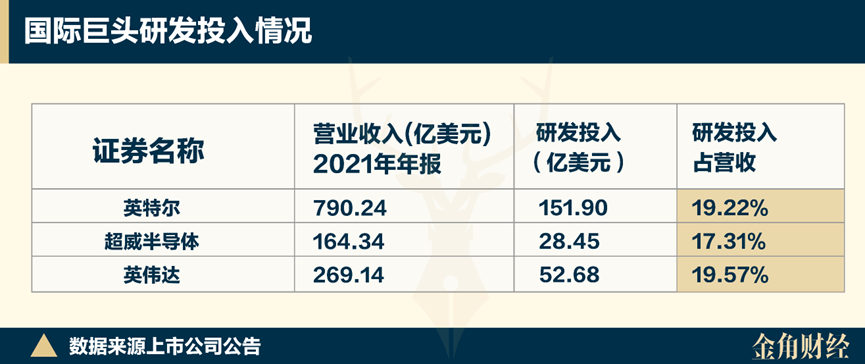 国际巨头研发投入情况
证券名称 营业收入(亿美元) 2021年年报 研发投入（亿美元） 研发投入占营收
英特尔 790.24 151.90 19.22%
超威半导体 164.34 28.45 17.31%
英伟达 269.14 52.68 19.57%
数据来源上市公司公告 金角财经